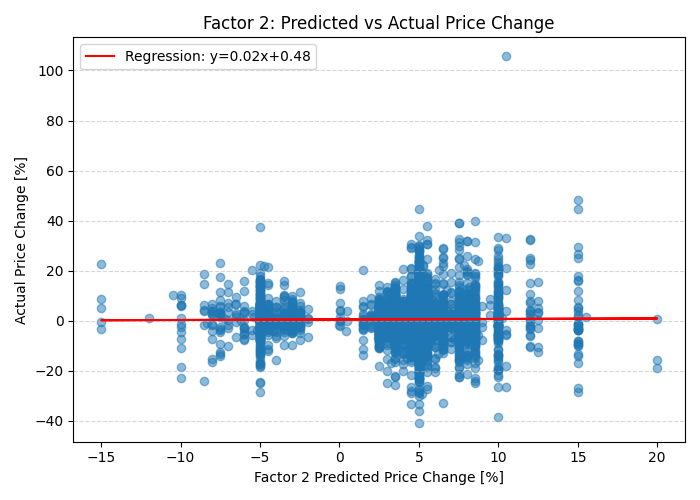 Factor 2: Predicted vs Actual Price Change
Regression: y=0.02x+0.48
Actual Price Change [%]
100
80
60
40
20
0
−20
−40
−15 −10 −5 0 5 10 15 20
Factor 2 Predicted Price Change [%]